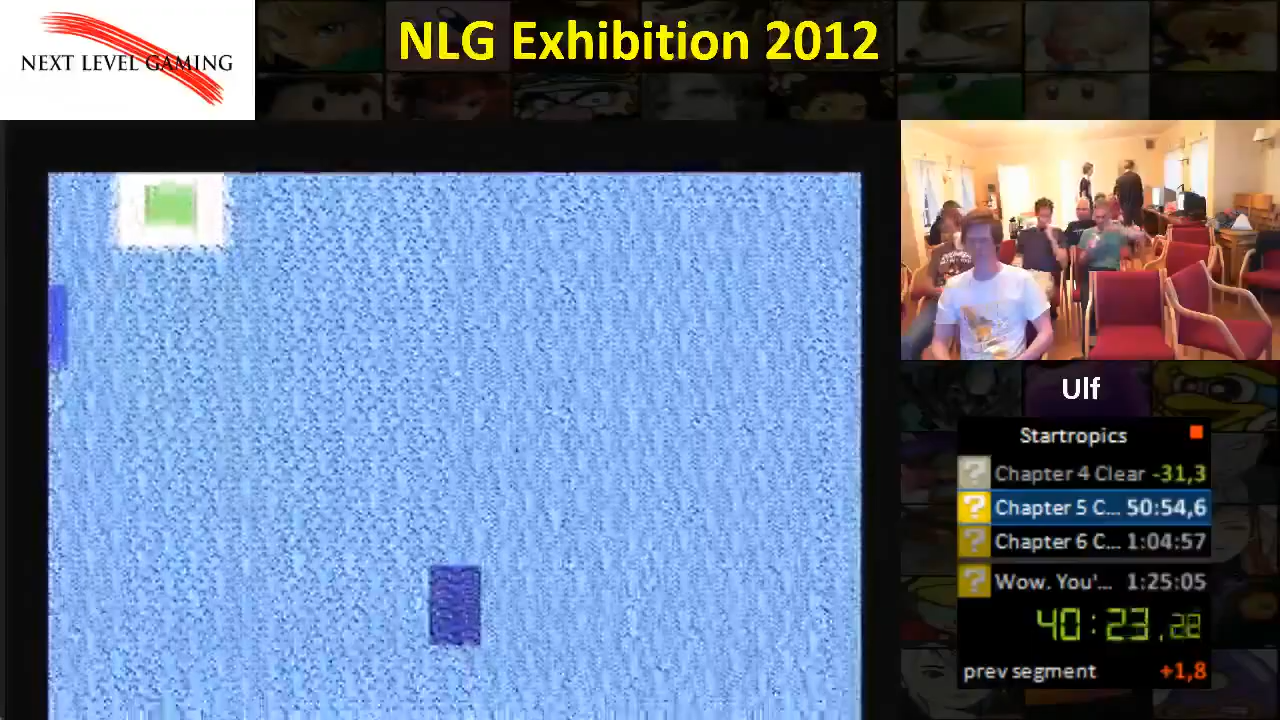 NEXT LEVEL GAMING
NLG Exhibition 2012
Ulf
Startropics
? Chapter 4 Clear -31,3
? Chapter 5 C... 50:54,6
? Chapter 6 C... 1:04:57
? Wow. You'... 1:25:05
40:23,28
prev segment +1,8